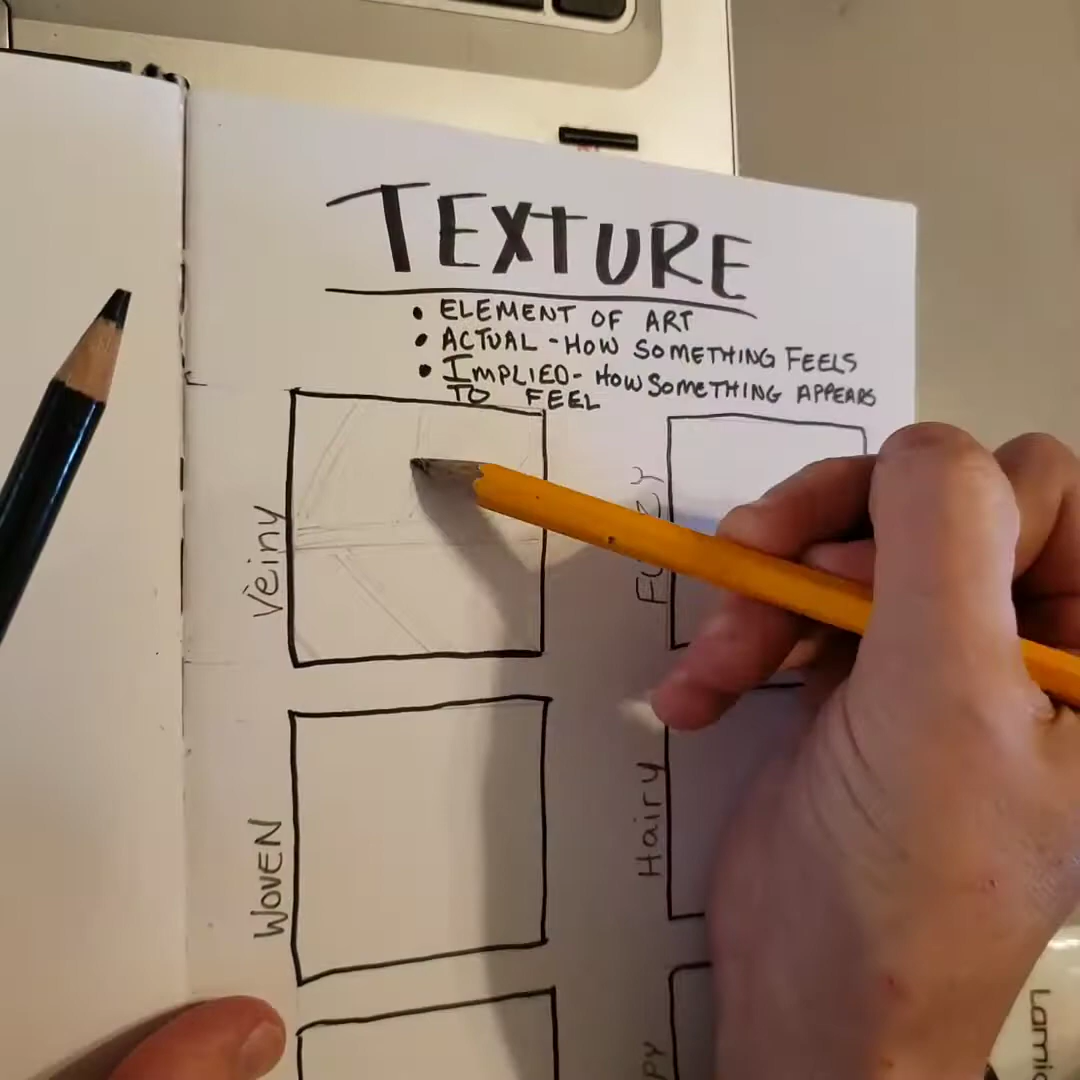 TEXTURE
• ELEMENT OF ART
• ACTUAL - HOW SOMETHING FEELS
• IMPLIED - HOW SOMETHING APPEARS
TO FEEL
Veiny
WOVEN
Hairy